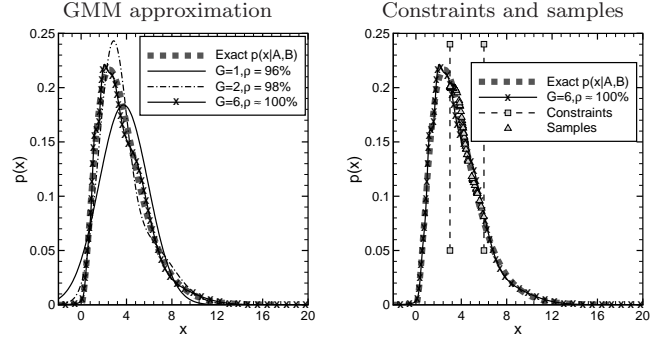 GMM approximation
0.25
0.2
0.15
0.1
0.05
0
p(x)
0 4 8 12 16 20
x
Exact p(x|A,B)
G=1,ρ = 96%
G=2,ρ = 98%
G=6,ρ ≈ 100%
Constraints and samples
0.25
0.2
0.15
0.1
0.05
0
p(x)
0 4 8 12 16 20
x
Exact p(x|A,B)
G=6,ρ ≈ 100%
Constraints
Samples